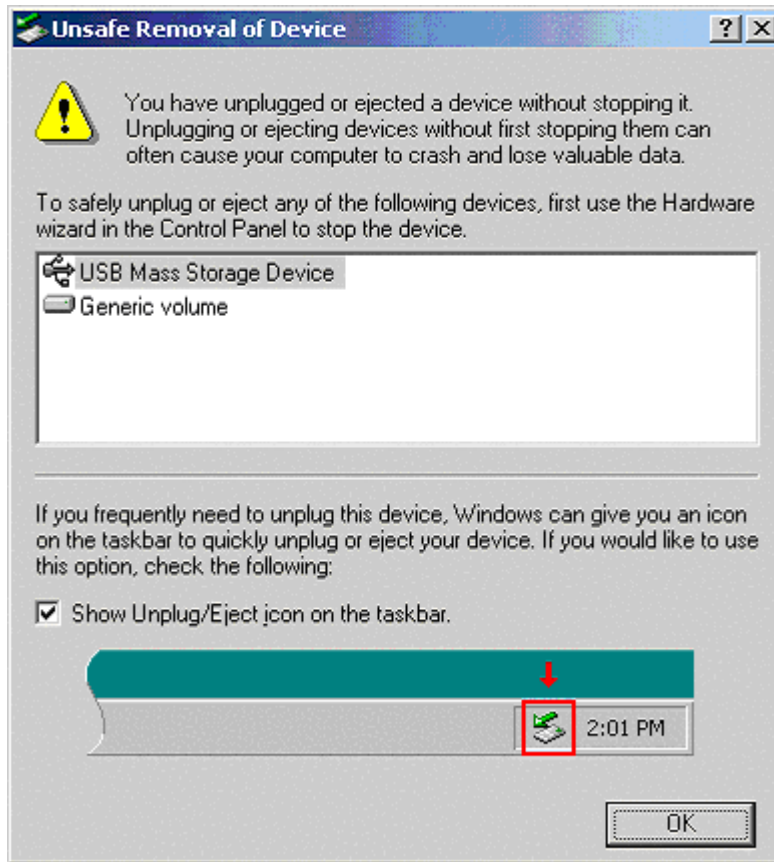 Unsafe Removal of Device
You have unplugged or ejected a device without stopping it.
Unplugging or ejecting devices without first stopping them can
often cause your computer to crash and lose valuable data.
To safely unplug or eject any of the following devices, first use the Hardware
wizard in the Control Panel to stop the device.
USB Mass Storage Device
Generic volume
If you frequently need to unplug this device, Windows can give you an icon
on the taskbar to quickly unplug or eject your device. If you would like to use
this option, check the following:
Show Unplug/Eject icon on the taskbar.
2:01 PM
OK